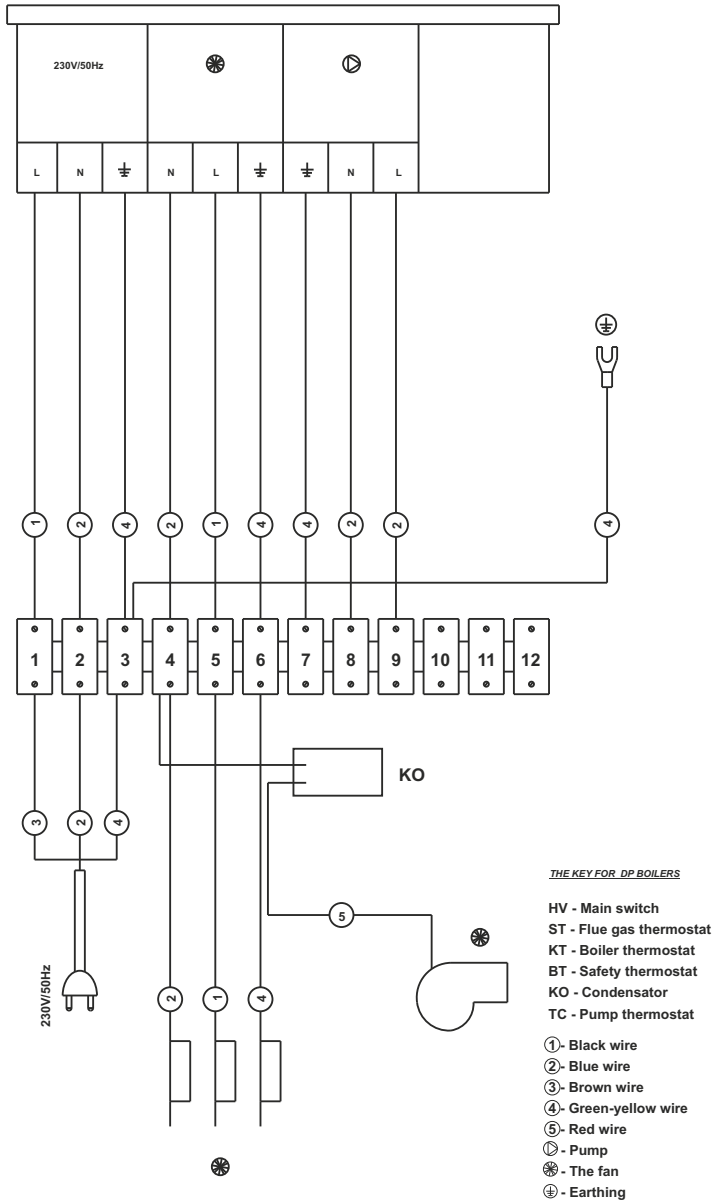 230V/50Hz
L N N L N L
1 2 4 2 1 4 4 2 2 4
1 2 3 4 5 6 7 8 9 10 11 12
KO
3 2 4
5
230V/50Hz
2 1 4
THE KEY FOR DP BOILERS
HV - Main switch
ST - Flue gas thermostat
KT - Boiler thermostat
BT - Safety thermostat
KO - Condensator
TC - Pump thermostat
1 - Black wire
2 - Blue wire
3 - Brown wire
4 - Green-yellow wire
5 - Red wire
- Pump
- The fan
- Earthing